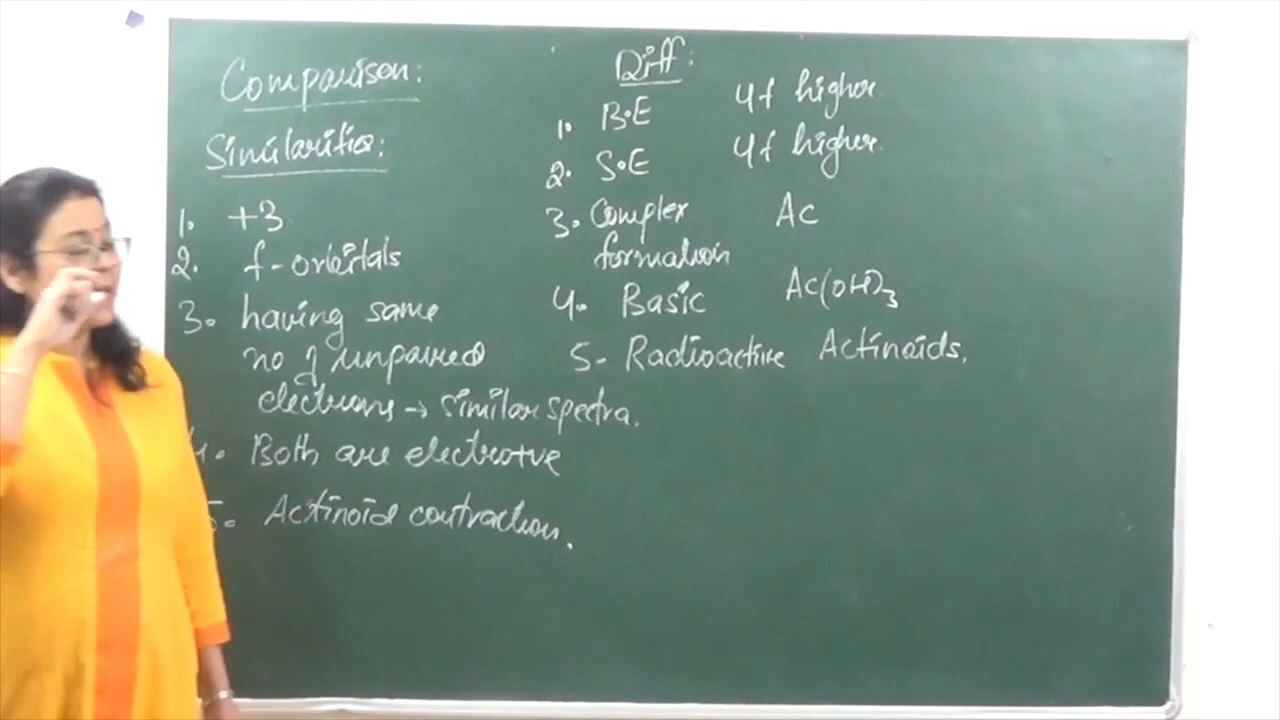 Comparison:
Similarities:
1. +3
2. f-orbitals
3. having same
no of unpaired
electrons → similar spectra.
4. Both are electro+ve
5. Actinoid contraction.
Diff:
1. B.E 4f higher
2. S.E 4f higher
3. Complex Ac
formation
4. Basic Ac(OH)3
5- Radioactive Actinoids.